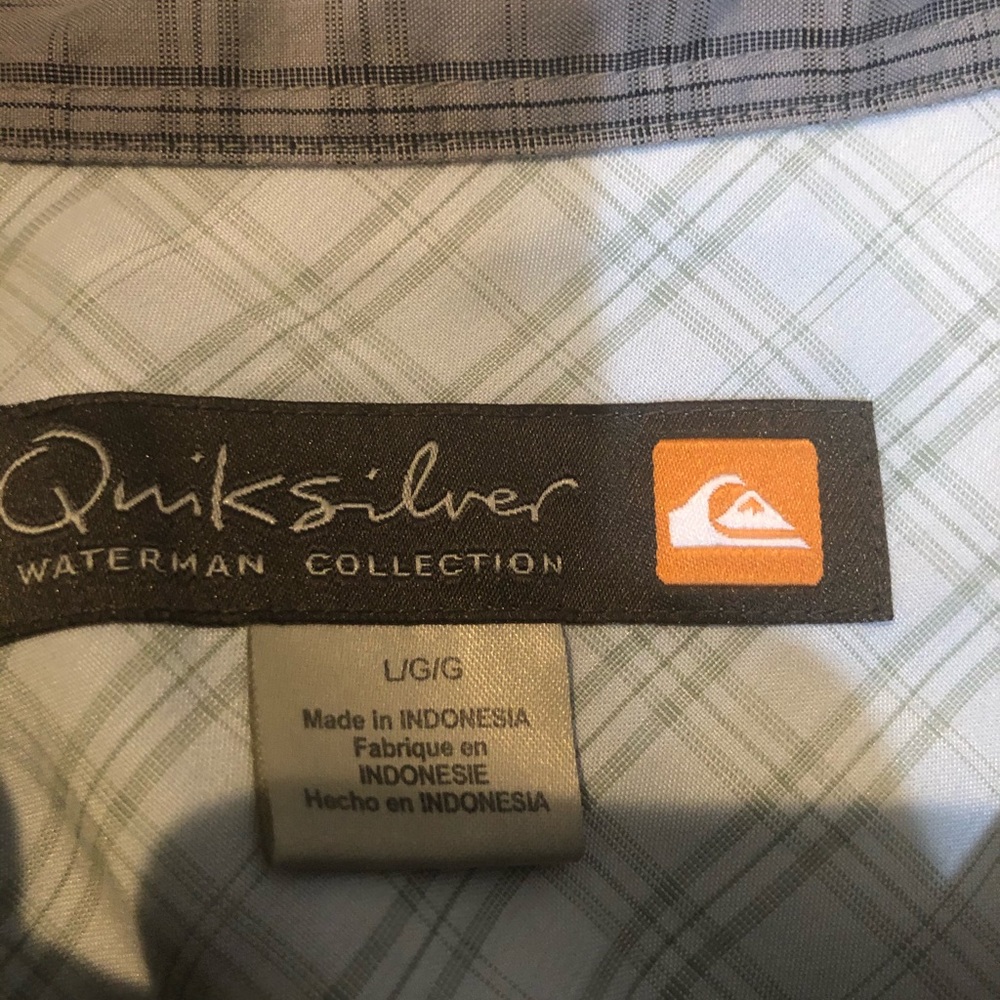 Quiksilver
WATERMAN COLLECTION
L/G/G
Made in INDONESIA
Fabrique en
INDONESIE
Hecho en INDONESIA